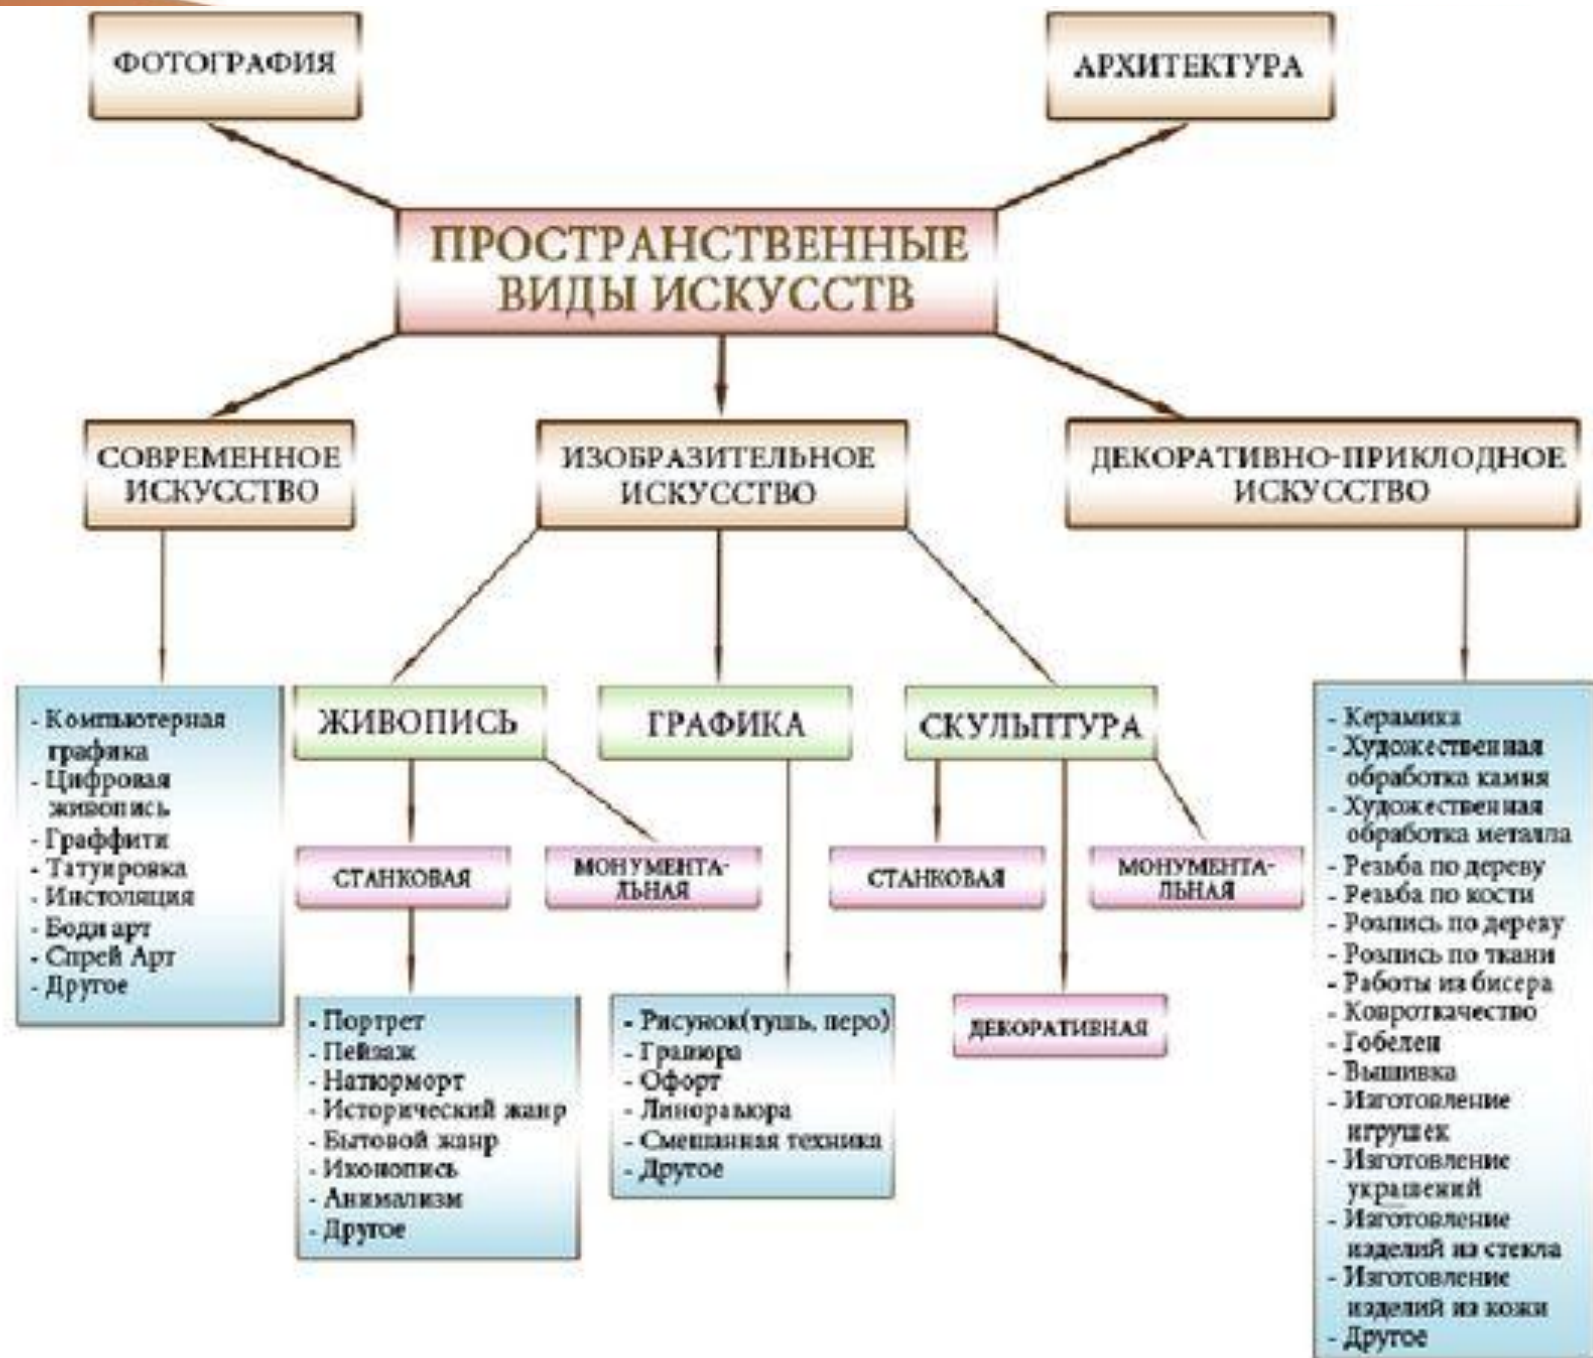 ФОТОГРАФИЯ
АРХИТЕКТУРА
ПРОСТРАНСТВЕННЫЕ
ВИДЫ ИСКУССТВ
СОВРЕМЕННОЕ
ИСКУССТВО
ИЗОБРАЗИТЕЛЬНОЕ
ИСКУССТВО
ДЕКОРАТИВНО-ПРИКЛОДНОЕ
ИСКУССТВО
- Компьютерная
графика
- Цифровая
живопись
- Граффити
- Татуировка
- Инстоляция
- Боди арт
- Спрей Арт
- Другое
ЖИВОПИСЬ
ГРАФИКА
СКУЛЬПТУРА
СТАНКОВАЯ
МОНУМЕНТА-
ЛЬНАЯ
СТАНКОВАЯ
МОНУМЕНТА-
ЛЬНАЯ
- Портрет
- Пейзаж
- Натюрморт
- Исторический жанр
- Бытовой жанр
- Иконопись
- Анимализм
- Другое
- Рисунок(тушь, перо)
- Гравюра
- Офорт
- Линоравюра
- Смешанная техника
- Другое
ДЕКОРАТИВНАЯ
- Керамика
- Художественная
обработка камня
- Художественная
обработка металла
- Резьба по дереву
- Резьба по кости
- Розпись по дереву
- Розпись по ткани
- Работы из бисера
- Ковроткачество
- Гобелен
- Вышивка
- Изготовление
игрушек
- Изготовление
украшений
- Изготовление
изделий из стекла
- Изготовление
изделий из кожи
- Другое